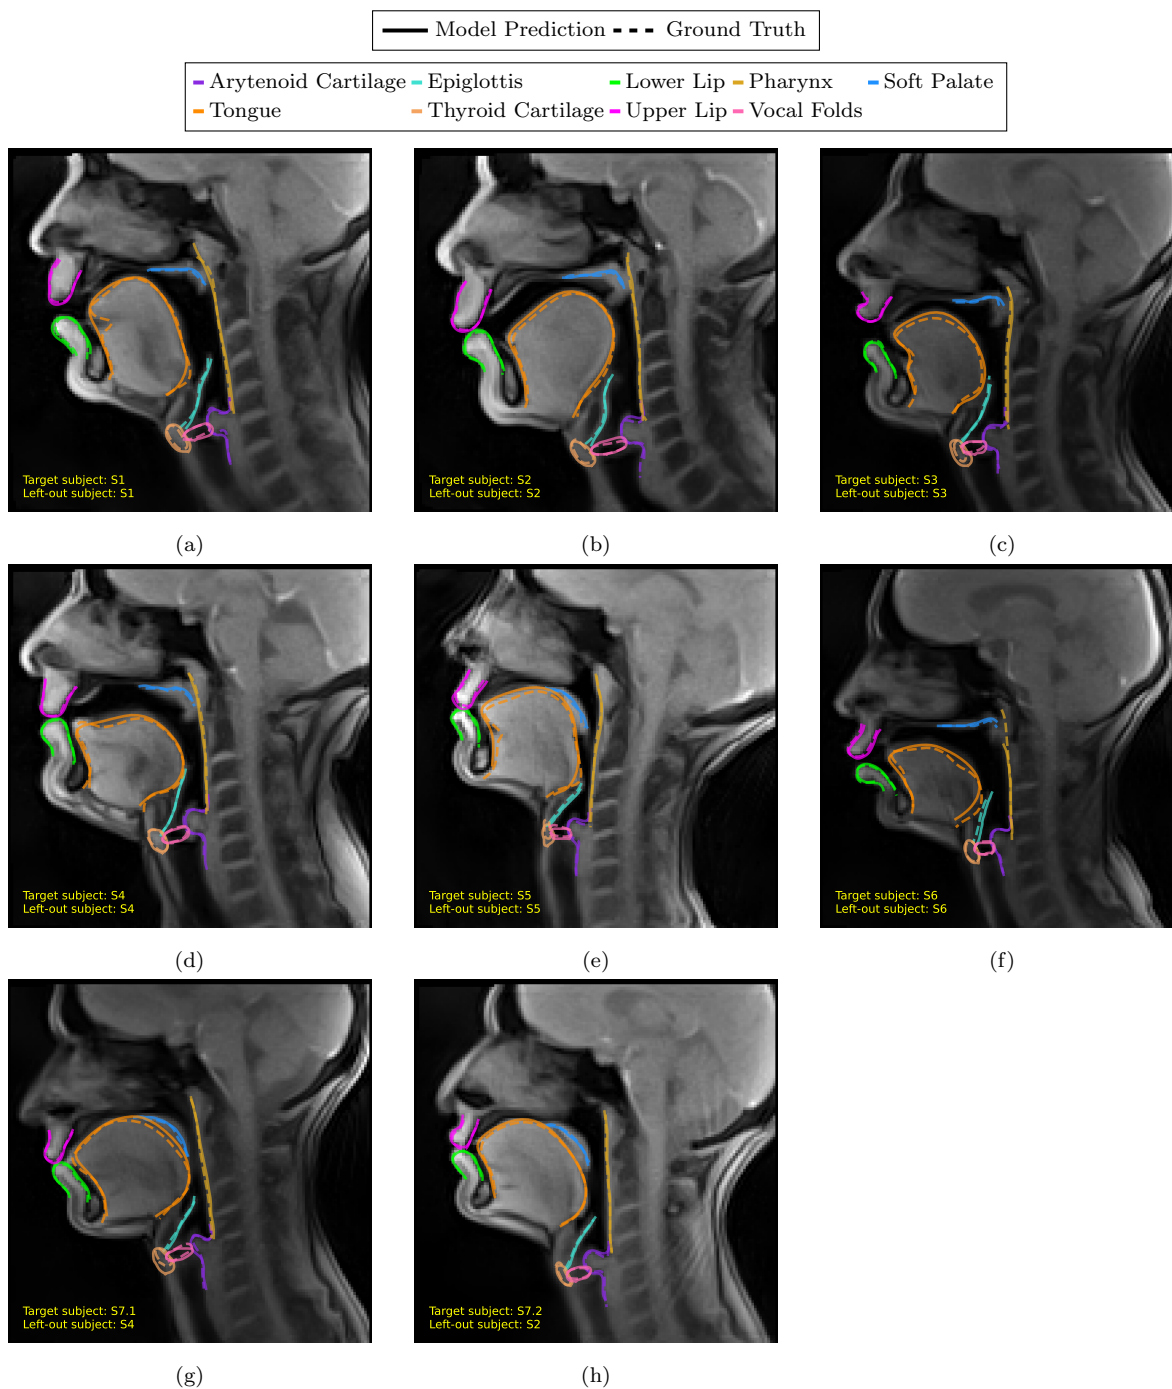 Model Prediction Ground Truth
Arytenoid Cartilage Epiglottis Lower Lip Pharynx Soft Palate
Tongue Thyroid Cartilage Upper Lip Vocal Folds
Target subject: S1
Left-out subject: S1
(a)
Target subject: S2
Left-out subject: S2
(b)
Target subject: S3
Left-out subject: S3
(c)
Target subject: S4
Left-out subject: S4
(d)
Target subject: S5
Left-out subject: S5
(e)
Target subject: S6
Left-out subject: S6
(f)
Target subject: S7.1
Left-out subject: S4
(g)
Target subject: S7.2
Left-out subject: S2
(h)